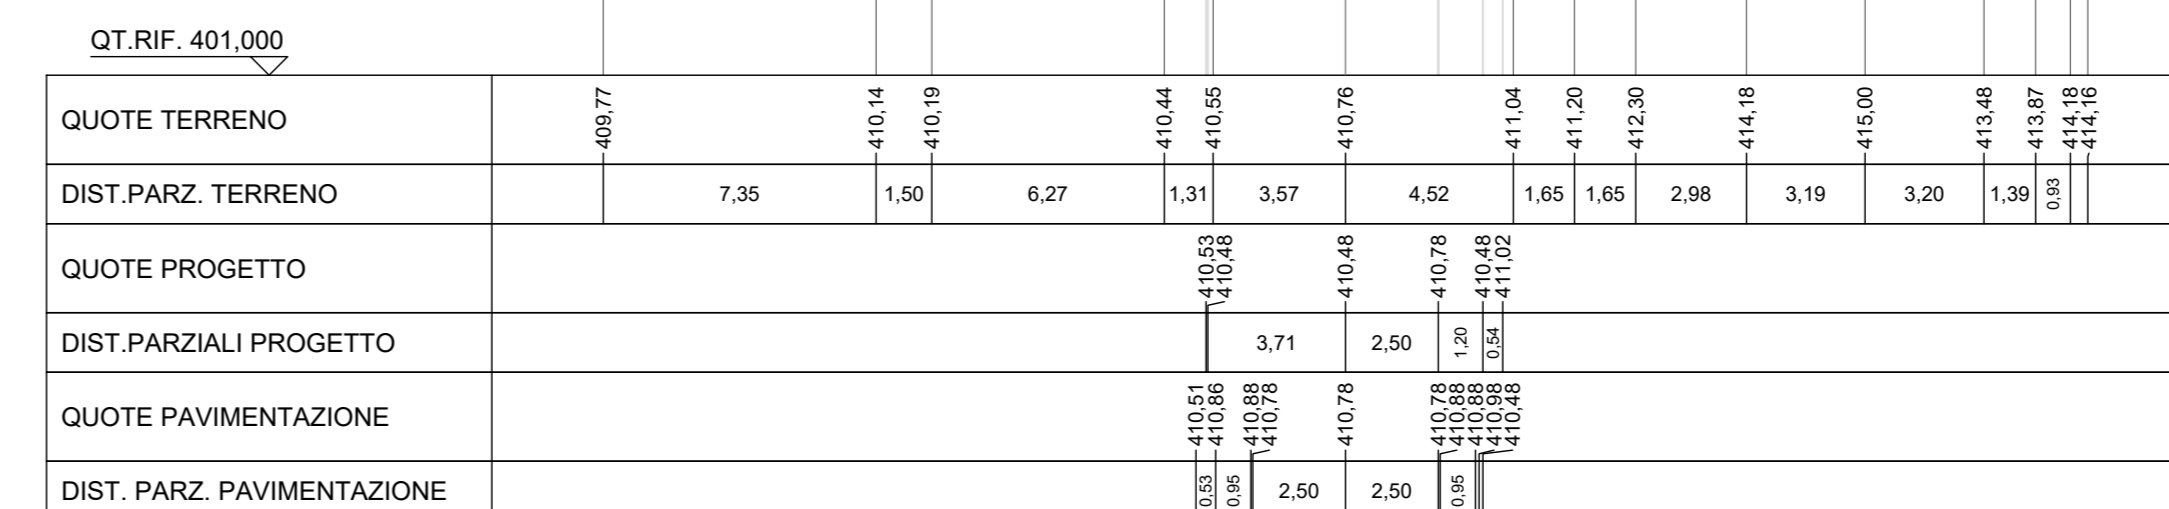 QT.RIF. 401,000
QUOTE TERRENO 409,77 410,14 410,19 410,44 410,55 410,76 411,04 411,20 412,30 414,18 415,00 413,48 413,87 414,18 414,16
DIST.PARZ. TERRENO 7,35 1,50 6,27 1,31 3,57 4,52 1,65 1,65 2,98 3,19 3,20 1,39 0,93
QUOTE PROGETTO 410,53 410,48 410,48 410,78 410,48 411,02
DIST.PARZIALI PROGETTO 3,71 2,50 1,20 0,54
QUOTE PAVIMENTAZIONE 410,51 410,86 410,88 410,78 410,78 410,78 410,88 410,88 410,98 410,48
DIST. PARZ. PAVIMENTAZIONE 0,53 0,95 2,50 2,50 0,95